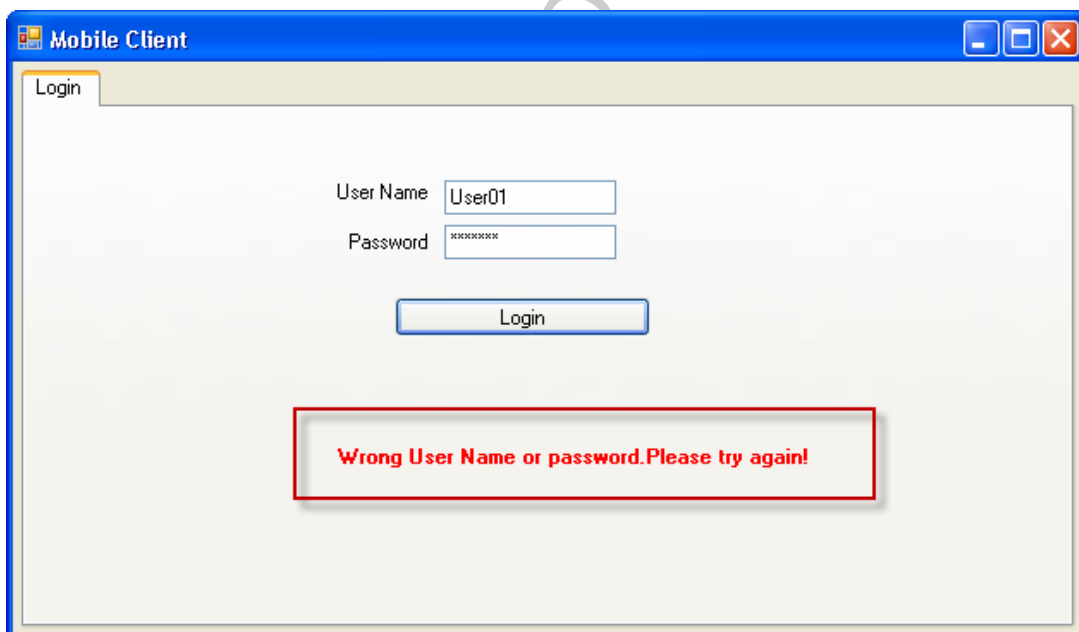 Mobile Client
Login
User Name User01
Password *******
Login
Wrong User Name or password.Please try again!